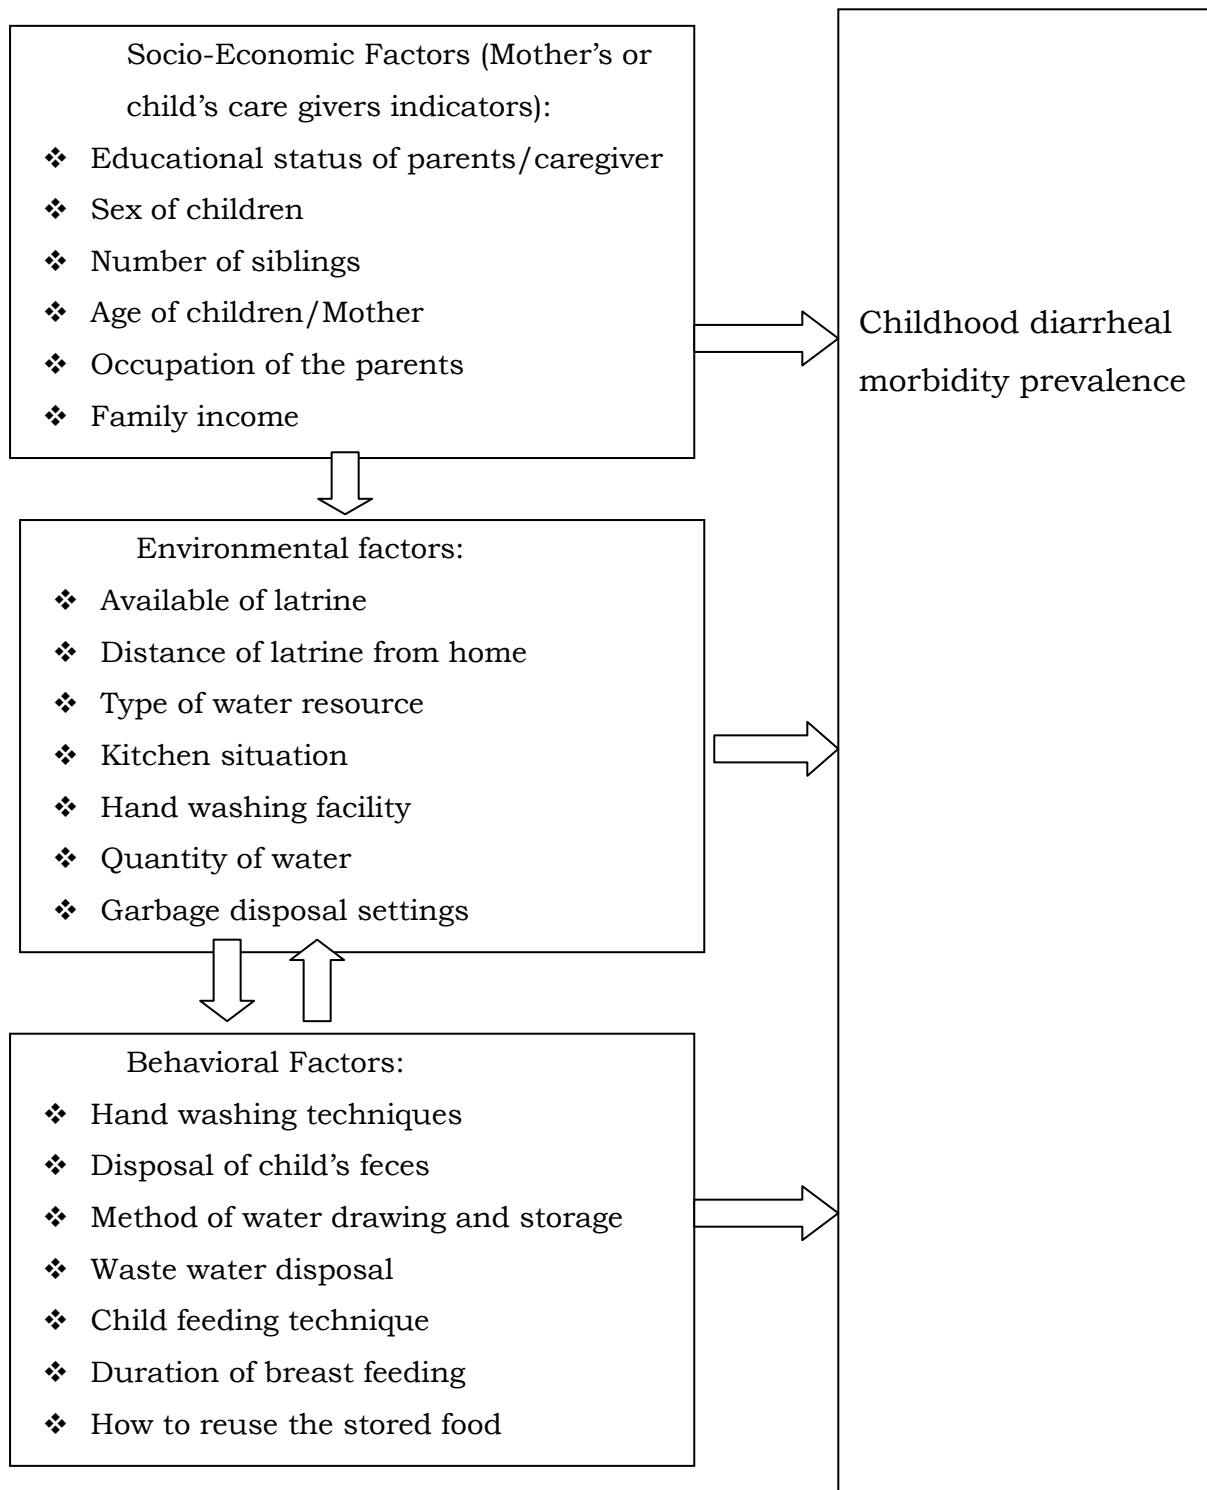 Socio-Economic Factors (Mother’s or
child’s care givers indicators):
❖ Educational status of parents/caregiver
❖ Sex of children
❖ Number of siblings
❖ Age of children/Mother
❖ Occupation of the parents
❖ Family income
Childhood diarrheal
morbidity prevalence
Environmental factors:
❖ Available of latrine
❖ Distance of latrine from home
❖ Type of water resource
❖ Kitchen situation
❖ Hand washing facility
❖ Quantity of water
❖ Garbage disposal settings
Behavioral Factors:
❖ Hand washing techniques
❖ Disposal of child’s feces
❖ Method of water drawing and storage
❖ Waste water disposal
❖ Child feeding technique
❖ Duration of breast feeding
❖ How to reuse the stored food